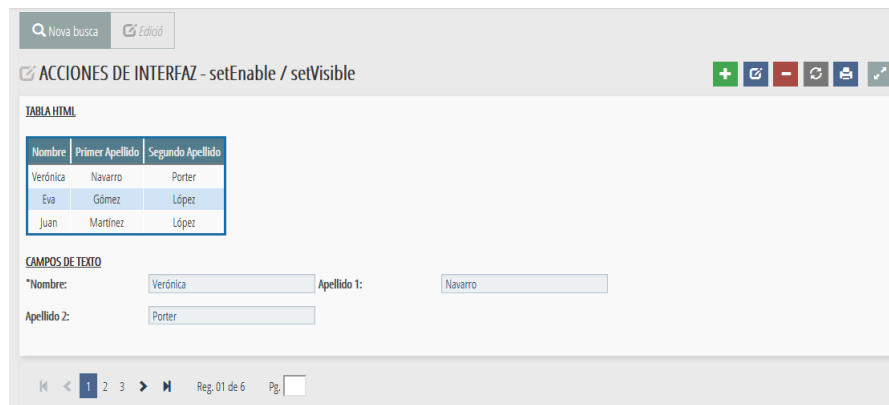 Nova busca Edició
ACCIONES DE INTERFAZ - setEnable / setVisible
TABLA HTML
Nombre Primer Apellido Segundo Apellido
Verónica Navarro Porter
Eva Gómez López
Juan Martínez López
CAMPOS DE TEXTO
*Nombre: Verónica Apellido 1: Navarro
Apellido 2: Porter
1 2 3 Reg. 01 de 6 Pg.